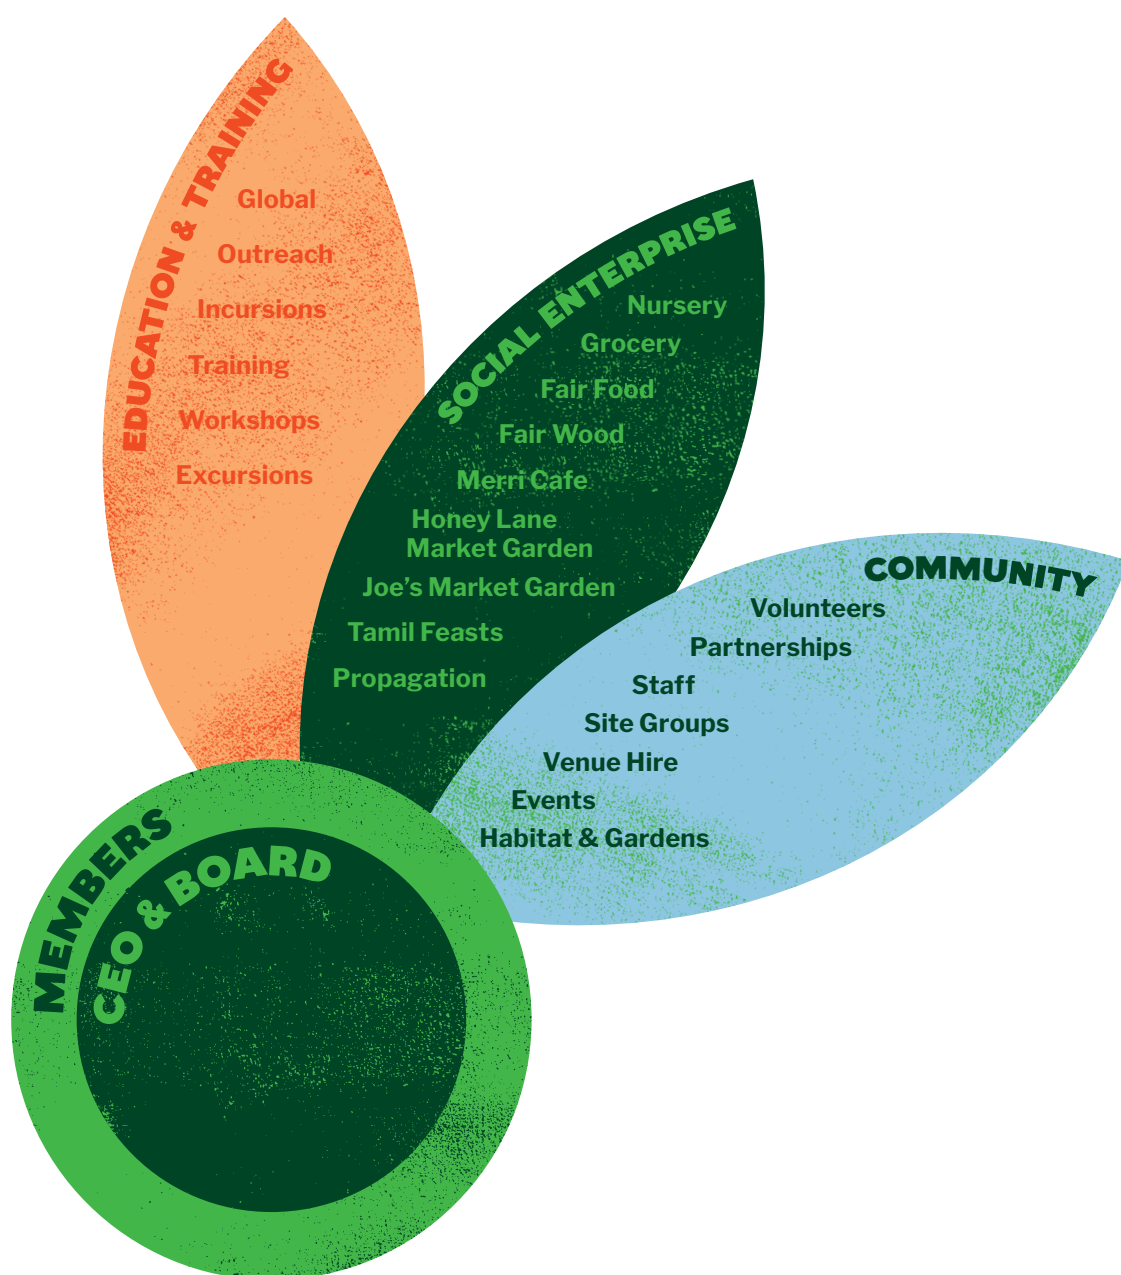 EDUCATION & TRAINING
Global
Outreach
Incursions
Training
Workshops
Excursions
SOCIAL ENTERPRISE
Nursery
Grocery
Fair Food
Fair Wood
Merri Cafe
Honey Lane
Market Garden
Joe’s Market Garden
Tamil Feasts
Propagation
COMMUNITY
Volunteers
Partnerships
Staff
Site Groups
Venue Hire
Events
Habitat & Gardens
MEMBERS
CEO & BOARD